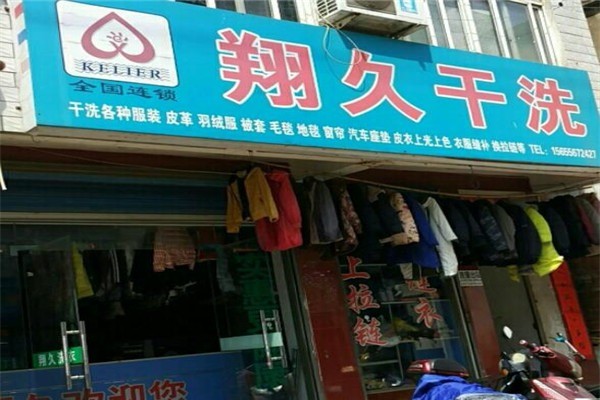 KELIER
全国连锁
翔久干洗
干洗各种服装 皮革 羽绒服 被套 毛毯 地毯 窗帘 汽车座垫 皮衣上光上色 衣服缝补 换拉链等 TEL: 15655672427
上拉链
缝衣
翔久洗衣
欢迎您